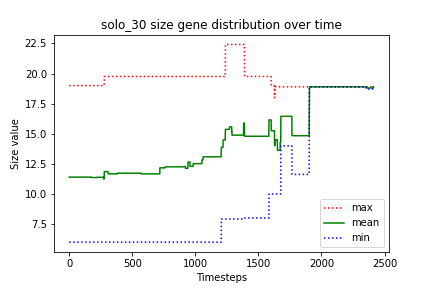 solo_30 size gene distribution over time
22.5
20.0
17.5
15.0
12.5
10.0
7.5
Size value
0
500
1000
1500
2000
2500
Timesteps
max
mean
min